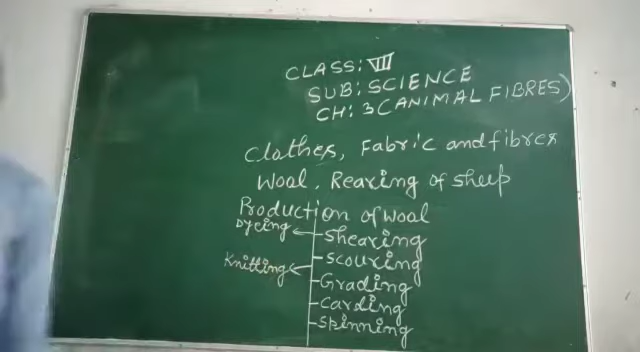 CLASS: VII
SUB: SCIENCE
CH: 3 (ANIMAL FIBRES)
Clothes, Fabric and fibres
Wool, Rearing of sheep
Production of wool
Dyeing
Shearing
Scouring
Knitting
Grading
Carding
Spinning